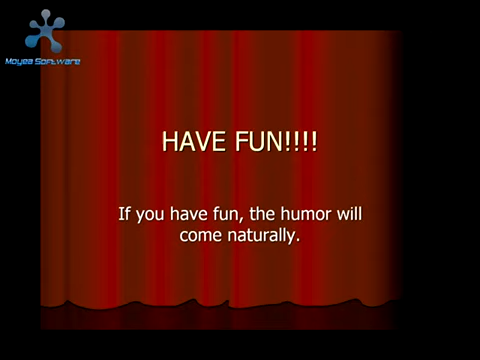 Moyea Software
HAVE FUN!!!!
If you have fun, the humor will
come naturally.